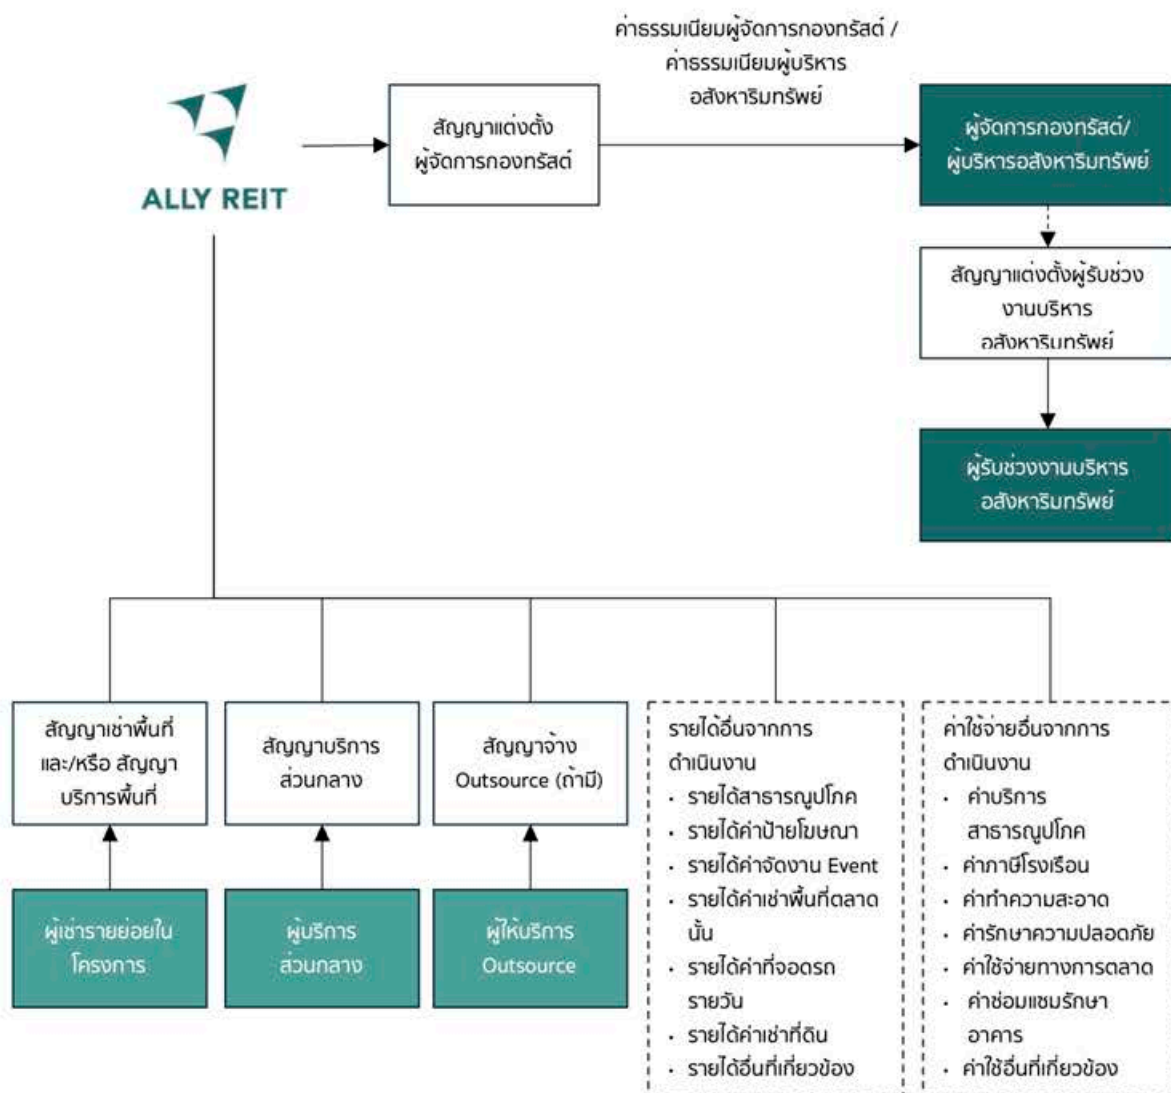 ค่าธรรมเนียมผู้จัดการกองทรัสต์ /
ค่าธรรมเนียมผู้บริหาร
อสังหาริมทรัพย์
ALLY REIT
สัญญาแต่งตั้ง
ผู้จัดการกองทรัสต์
ผู้จัดการกองทรัสต์/
ผู้บริหารอสังหาริมทรัพย์
สัญญาแต่งตั้งผู้รับช่วง
งานบริหาร
อสังหาริมทรัพย์
ผู้รับช่วงงานบริหาร
อสังหาริมทรัพย์
สัญญาเช่าพื้นที่
และ/หรือ สัญญา
บริการพื้นที่
สัญญาบริการ
ส่วนกลาง
สัญญาจ้าง
Outsource (ถ้ามี)
ผู้เช่ารายย่อยใน
โครงการ
ผู้บริการ
ส่วนกลาง
ผู้ให้บริการ
Outsource
รายได้อื่นจากการ
ดำเนินงาน
· รายได้สาธารณูปโภค
· รายได้ค่าป้ายโฆษณา
· รายได้ค่าจัดงาน Event
· รายได้ค่าเช่าพื้นที่ตลาด
นั้น
· รายได้ค่าที่จอดรถ
รายวัน
· รายได้ค่าเช่าที่ดิน
· รายได้อื่นที่เกี่ยวข้อง
ค่าใช้จ่ายอื่นจากการ
ดำเนินงาน
· ค่าบริการ
สาธารณูปโภค
· ค่าภาษีโรงเรือน
· ค่าทำความสะอาด
· ค่ารักษาความปลอดภัย
· ค่าใช้จ่ายทางการตลาด
· ค่าซ่อมแซมรักษา
อาคาร
· ค่าใช้อื่นที่เกี่ยวข้อง